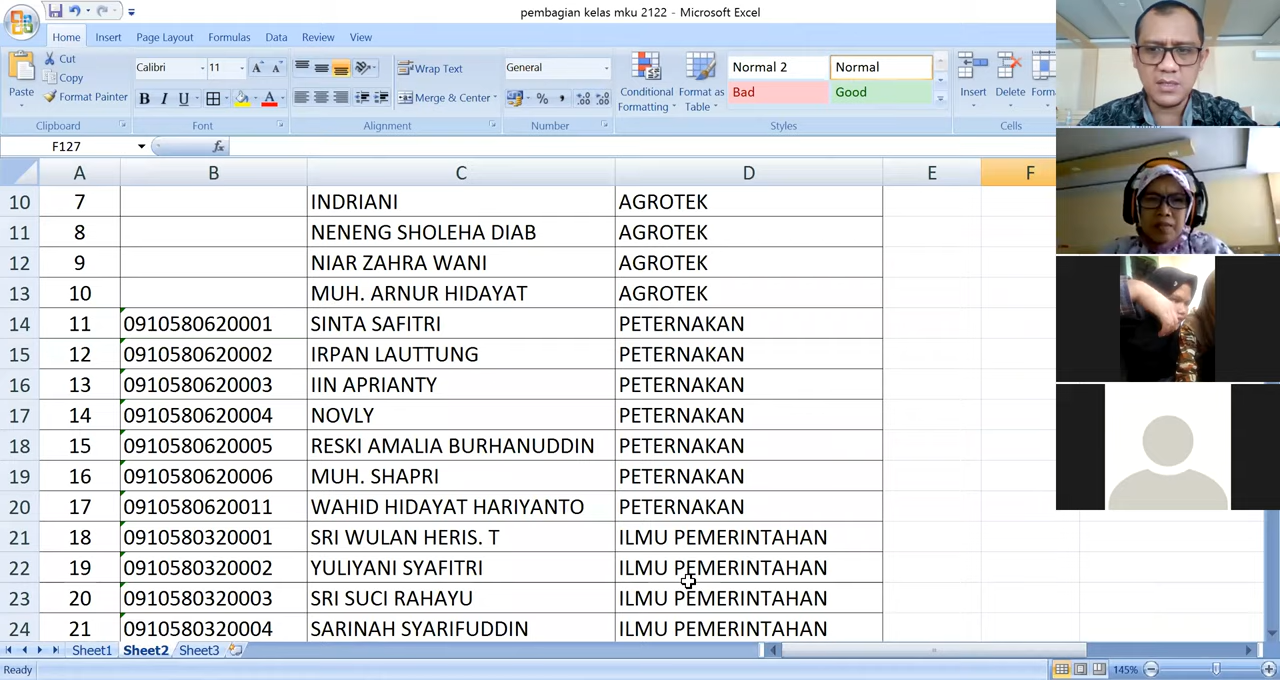 pembagian kelas mku 2122 - Microsoft Excel
Home Insert Page Layout Formulas Data Review View
Cut
Copy
Format Painter
Paste
Calibri 11
B I U A
Wrap Text
Merge & Center
General
% ,
Conditional Formatting
Format as Table
Normal 2 Normal
Bad Good
Insert Delete
Clipboard Font Alignment Number Styles Cells
F127 fx
A B C D E F
10 7 INDRIANI AGROTEK
11 8 NENENG SHOLEHA DIAB AGROTEK
12 9 NIAR ZAHRA WANI AGROTEK
13 10 MUH. ARNUR HIDAYAT AGROTEK
14 11 0910580620001 SINTA SAFITRI PETERNAKAN
15 12 0910580620002 IRPAN LAUTTUNG PETERNAKAN
16 13 0910580620003 IIN APRIANTY PETERNAKAN
17 14 0910580620004 NOVLY PETERNAKAN
18 15 0910580620005 RESKI AMALIA BURHANUDDIN PETERNAKAN
19 16 0910580620006 MUH. SHAPRI PETERNAKAN
20 17 0910580620011 WAHID HIDAYAT HARIYANTO PETERNAKAN
21 18 0910580320001 SRI WULAN HERIS. T ILMU PEMERINTAHAN
22 19 0910580320002 YULIYANI SYAFITRI ILMU PEMERINTAHAN
23 20 0910580320003 SRI SUCI RAHAYU ILMU PEMERINTAHAN
24 21 0910580320004 SARINAH SYARIFUDDIN ILMU PEMERINTAHAN
Sheet1 Sheet2 Sheet3
Ready 145%